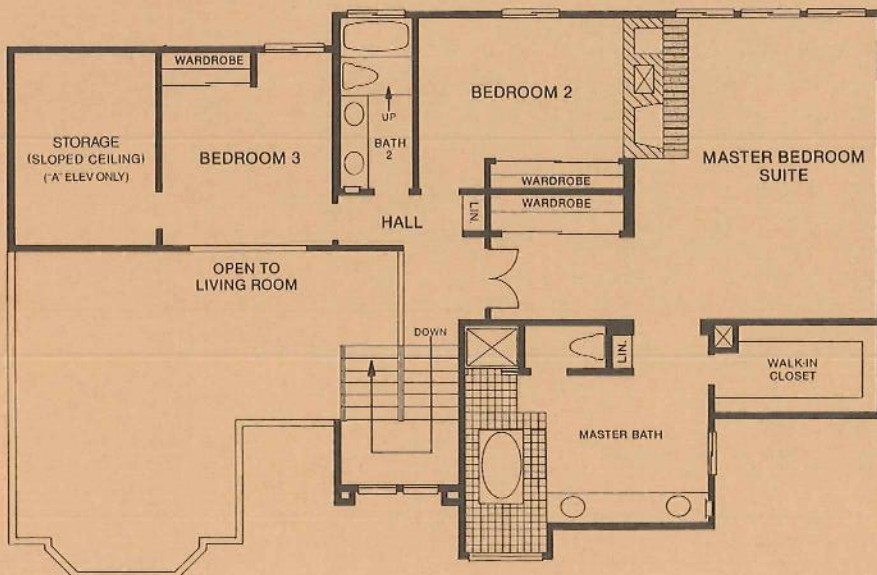 WARDROBE
STORAGE
(SLOPED CEILING)
("A" ELEV ONLY)
BEDROOM 3
UP
BATH
2
BEDROOM 2
WARDROBE
WARDROBE
MASTER BEDROOM
SUITE
HALL
LIN.
OPEN TO
LIVING ROOM
DOWN
LIN.
WALK-IN
CLOSET
MASTER BATH